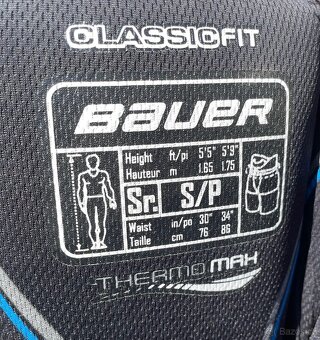 CLASSICFIT
BAUER
Height ft/pi 5'5" 5'9"
Hauteur m 1.65 1.75
Sr. S/P
Waist in/po 30" 34"
Taille cm 76 86
THERMO MAX